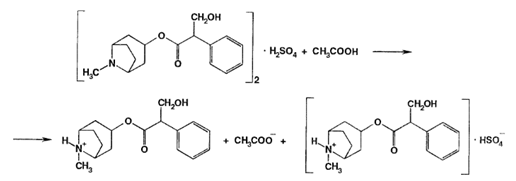 CH₂OH
O
O
N
H₃C
2
· H₂SO₄ + CH₃COOH
CH₂OH
O
O
H
N⁺
CH₃
+ CH₃COO⁻ +
CH₂OH
O
O
H
N⁺
CH₃
· HSO₄⁻